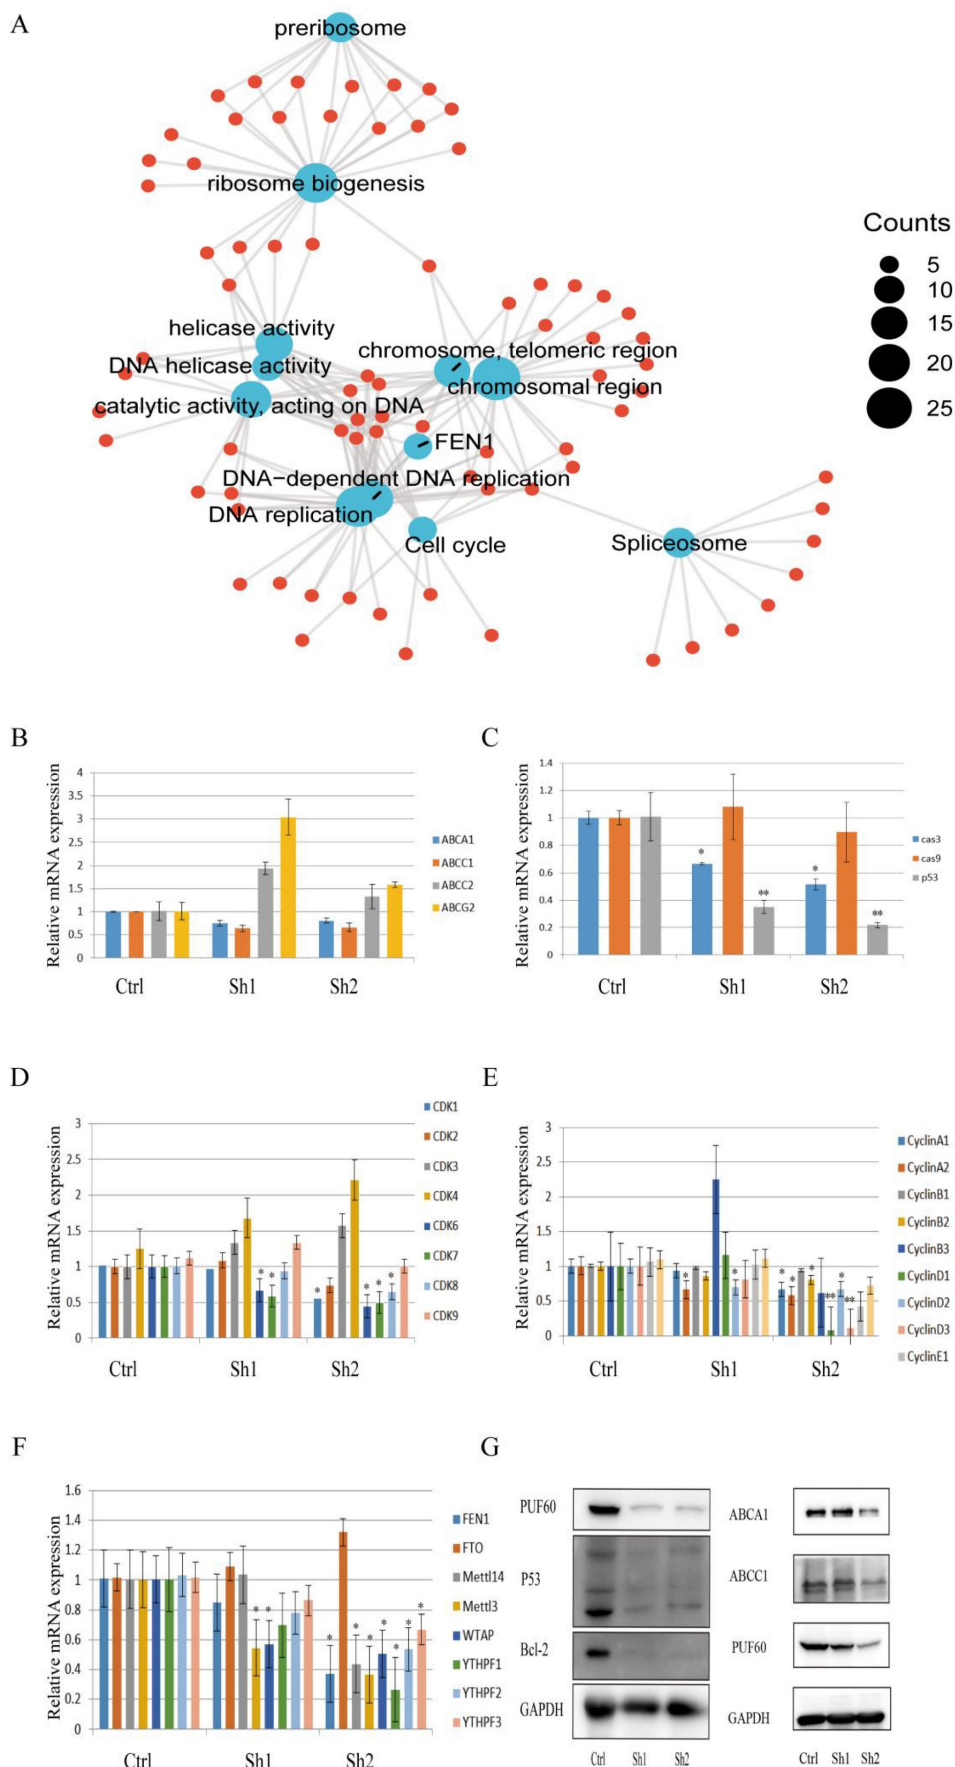 A
preribosome
ribosome biogenesis
Counts
5
10
15
20
25
helicase activity
DNA helicase activity
catalytic activity, acting on DNA
chromosome, telomeric region
chromosomal region
FEN1
DNA-dependent DNA replication
DNA replication
Cell cycle
Spliceosome
B
Relative mRNA expression
4
3.5
3
2.5
2
1.5
1
0.5
0
Ctrl Sh1 Sh2
ABCA1
ABCC1
ABCC2
ABCG2
C
Relative mRNA expression
1.4
1.2
1
0.8
0.6
0.4
0.2
0
* ** * **
Ctrl Sh1 Sh2
cas3
cas9
p53
D
Relative mRNA expression
3
2.5
2
1.5
1
0.5
0
* * * * * *
Ctrl Sh1 Sh2
CDK1
CDK2
CDK3
CDK4
CDK6
CDK7
CDK8
CDK9
E
Relative mRNA expression
3
2.5
2
1.5
1
0.5
0
* * * * * ** * **
Ctrl Sh1 Sh2
CyclinA1
CyclinA2
CyclinB1
CyclinB2
CyclinB3
CyclinD1
CyclinD2
CyclinD3
CyclinE1
F
Relative mRNA expression
1.6
1.4
1.2
1
0.8
0.6
0.4
0.2
0
* * * * * * * * *
Ctrl Sh1 Sh2
FEN1
FTO
Mettl14
Mettl3
WTAP
YTHPF1
YTHPF2
YTHPF3
G
PUF60
P53
Bcl-2
GAPDH
Ctrl Sh1 Sh2
ABCA1
ABCC1
PUF60
GAPDH
Ctrl Sh1 Sh2